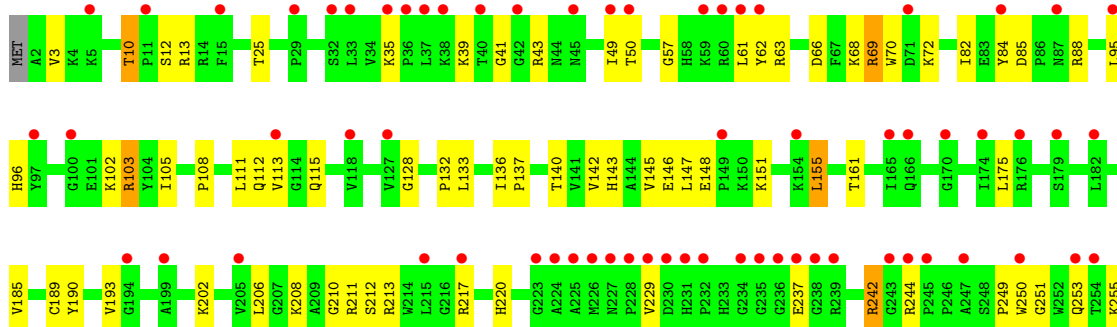 MET A2 V3 K4 K5 T10 P11 S12 R13 R14 F15 T25 P29 S32 L33 V34 K35 P36 L37 K38 K39 T40 G41 G42 R43 N44 N45 I49 T50 G57 H58 K59 R60 L61 Y62 R63 D66 F67 K68 R69 W70 D71 K72 I82 E83 Y84 D85 P86 N87 R88 L95
H96 Y97 G100 E101 K102 R103 Y104 I105 P108 L111 Q112 V113 G114 Q115 V118 V127 G128 P132 L133 I136 P137 T140 V141 V142 H143 A144 V145 E146 L147 E148 P149 K150 K151 K154 L155 T161 I165 Q166 G170 I174 L175 R176 S179 L182
V185 C189 Y190 V193 G194 A199 K202 V205 L206 G207 K208 A209 G210 R211 S212 R213 W214 L215 G216 R217 H220 G223 A224 A225 M226 N227 P228 V229 D230 H231 P232 H233 G234 G235 G236 E237 G238 R239 R242 G243 R244 P245 P246 A247 S248 P249 W250 G251 W252 Q253 T254 K255